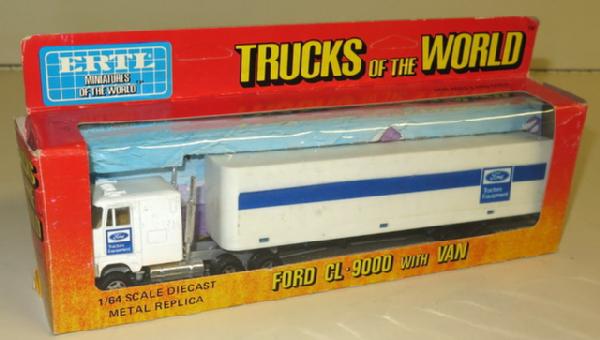 ERTL
MINIATURES
OF THE WORLD
TRUCKS OF THE WORLD
Ford
Tractors
Equipment
Ford
Tractors
Equipment
FORD CL-9000 WITH VAN
1/64 SCALE DIECAST
METAL REPLICA